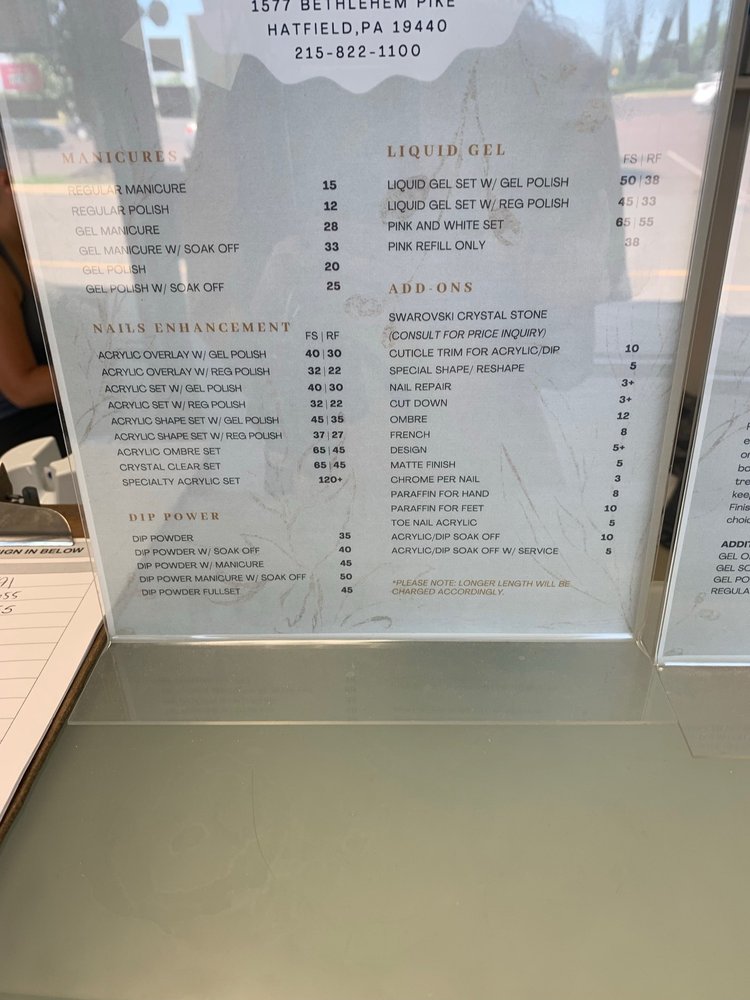 1577 BETHLEHEM PIKE
HATFIELD,PA 19440
215-822-1100
MANICURES
REGULAR MANICURE 15
REGULAR POLISH 12
GEL MANICURE 28
GEL MANICURE W/ SOAK OFF 33
GEL POLISH 20
GEL POLISH W/ SOAK OFF 25
NAILS ENHANCEMENT FS | RF
ACRYLIC OVERLAY W/ GEL POLISH 40 | 30
ACRYLIC OVERLAY W/ REG POLISH 32 | 22
ACRYLIC SET W/ GEL POLISH 40 | 30
ACRYLIC SET W/ REG POLISH 32 | 22
ACRYLIC SHAPE SET W/ GEL POLISH 45 | 35
ACRYLIC SHAPE SET W/ REG POLISH 37 | 27
ACRYLIC OMBRE SET 65 | 45
CRYSTAL CLEAR SET 65 | 45
SPECIALTY ACRYLIC SET 120+
DIP POWER
DIP POWDER 35
DIP POWDER W/ SOAK OFF 40
DIP POWDER W/ MANICURE 45
DIP POWER MANICURE W/ SOAK OFF 50
DIP POWDER FULLSET 45
LIQUID GEL FS | RF
LIQUID GEL SET W/ GEL POLISH 50 | 38
LIQUID GEL SET W/ REG POLISH 45 | 33
PINK AND WHITE SET 65 | 55
PINK REFILL ONLY 38
ADD-ONS
SWAROVSKI CRYSTAL STONE
(CONSULT FOR PRICE INQUIRY)
CUTICLE TRIM FOR ACRYLIC/DIP 10
SPECIAL SHAPE/ RESHAPE 5
NAIL REPAIR 3+
CUT DOWN 3+
OMBRE 12
FRENCH 8
DESIGN 5+
MATTE FINISH 5
CHROME PER NAIL 3
PARAFFIN FOR HAND 8
PARAFFIN FOR FEET 10
TOE NAIL ACRYLIC 5
ACRYLIC/DIP SOAK OFF 10
ACRYLIC/DIP SOAK OFF W/ SERVICE 5
*PLEASE NOTE: LONGER LENGTH WILL BE
CHARGED ACCORDINGLY.
IGN IN BELOW
Finis
choic
ADDIT
GEL O
GEL SO
GEL PO
REGULA